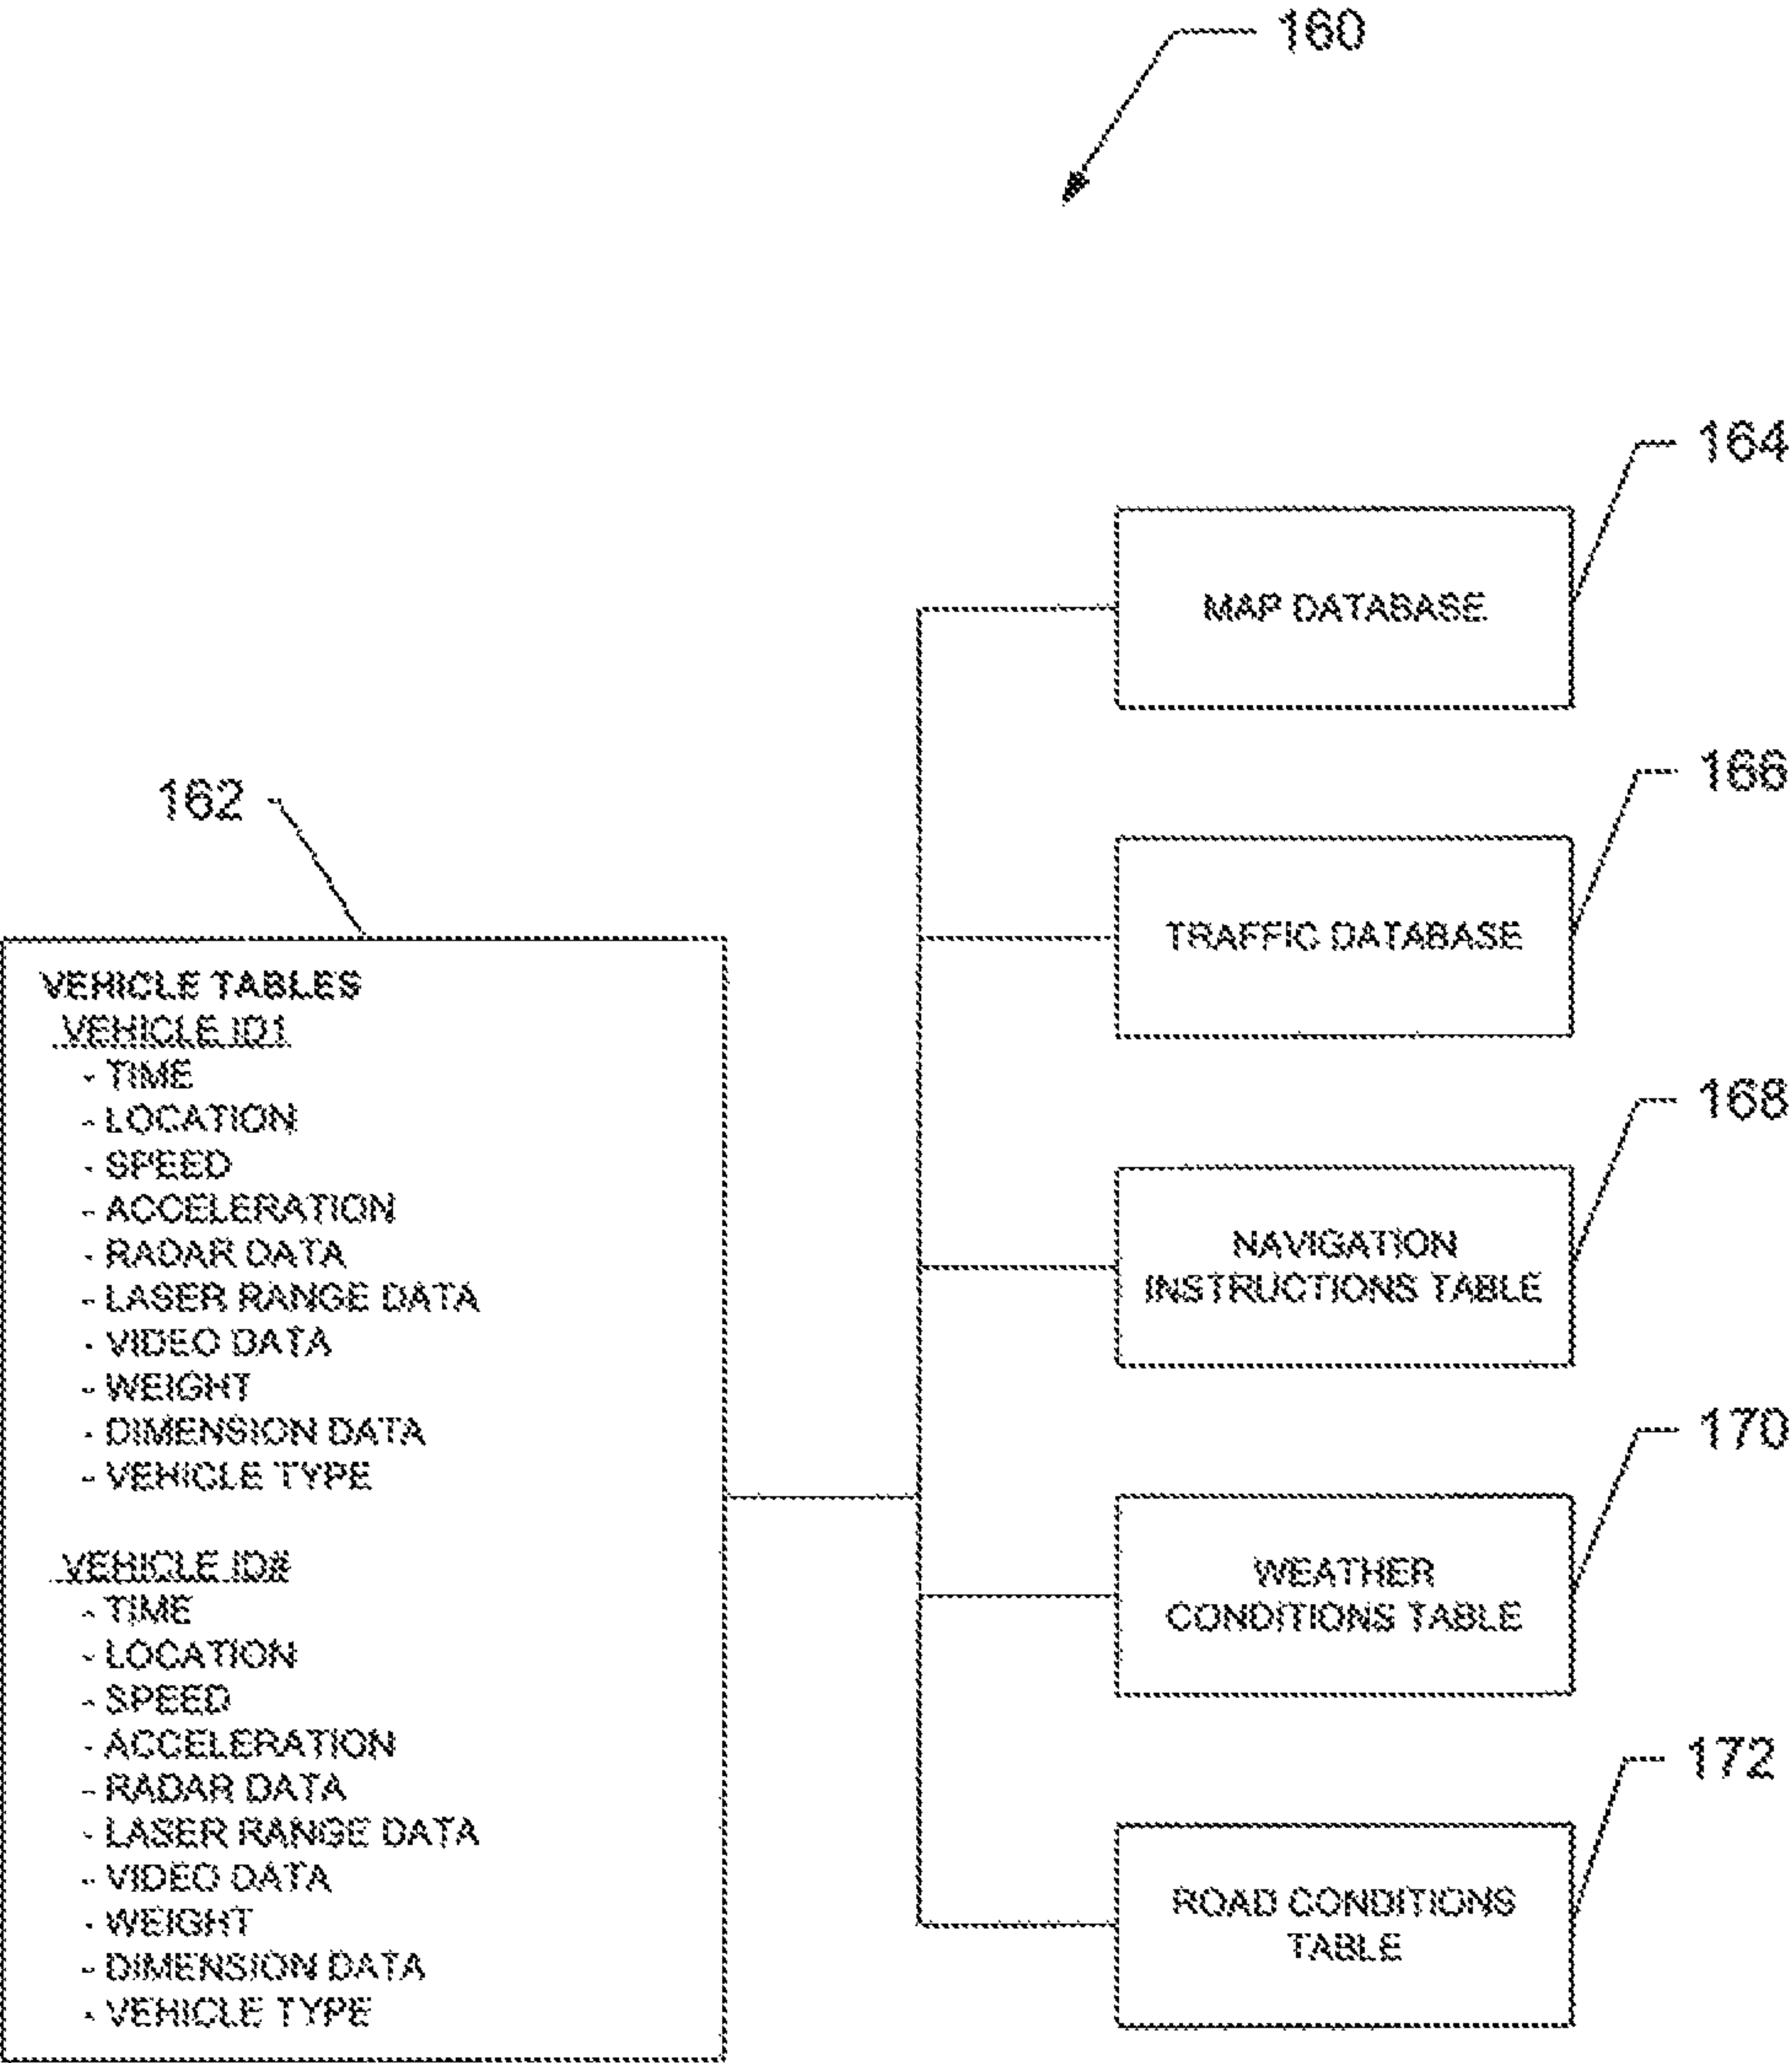 160
164
MAP DATABASE
166
162
TRAFFIC DATABASE
VEHICLE TABLES
VEHICLE ID1
- TIME
- LOCATION
- SPEED
- ACCELERATION
- RADAR DATA
- LASER RANGE DATA
- VIDEO DATA
- WEIGHT
- DIMENSION DATA
- VEHICLE TYPE
VEHICLE ID#
- TIME
- LOCATION
- SPEED
- ACCELERATION
- RADAR DATA
- LASER RANGE DATA
- VIDEO DATA
- WEIGHT
- DIMENSION DATA
- VEHICLE TYPE
168
NAVIGATION
INSTRUCTIONS TABLE
170
WEATHER
CONDITIONS TABLE
172
ROAD CONDITIONS
TABLE